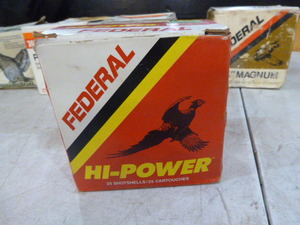 FEDERAL
HI-POWER
25 SHOTSHELLS/25 CARTOUCHES
FEDERAL
MAGNUM